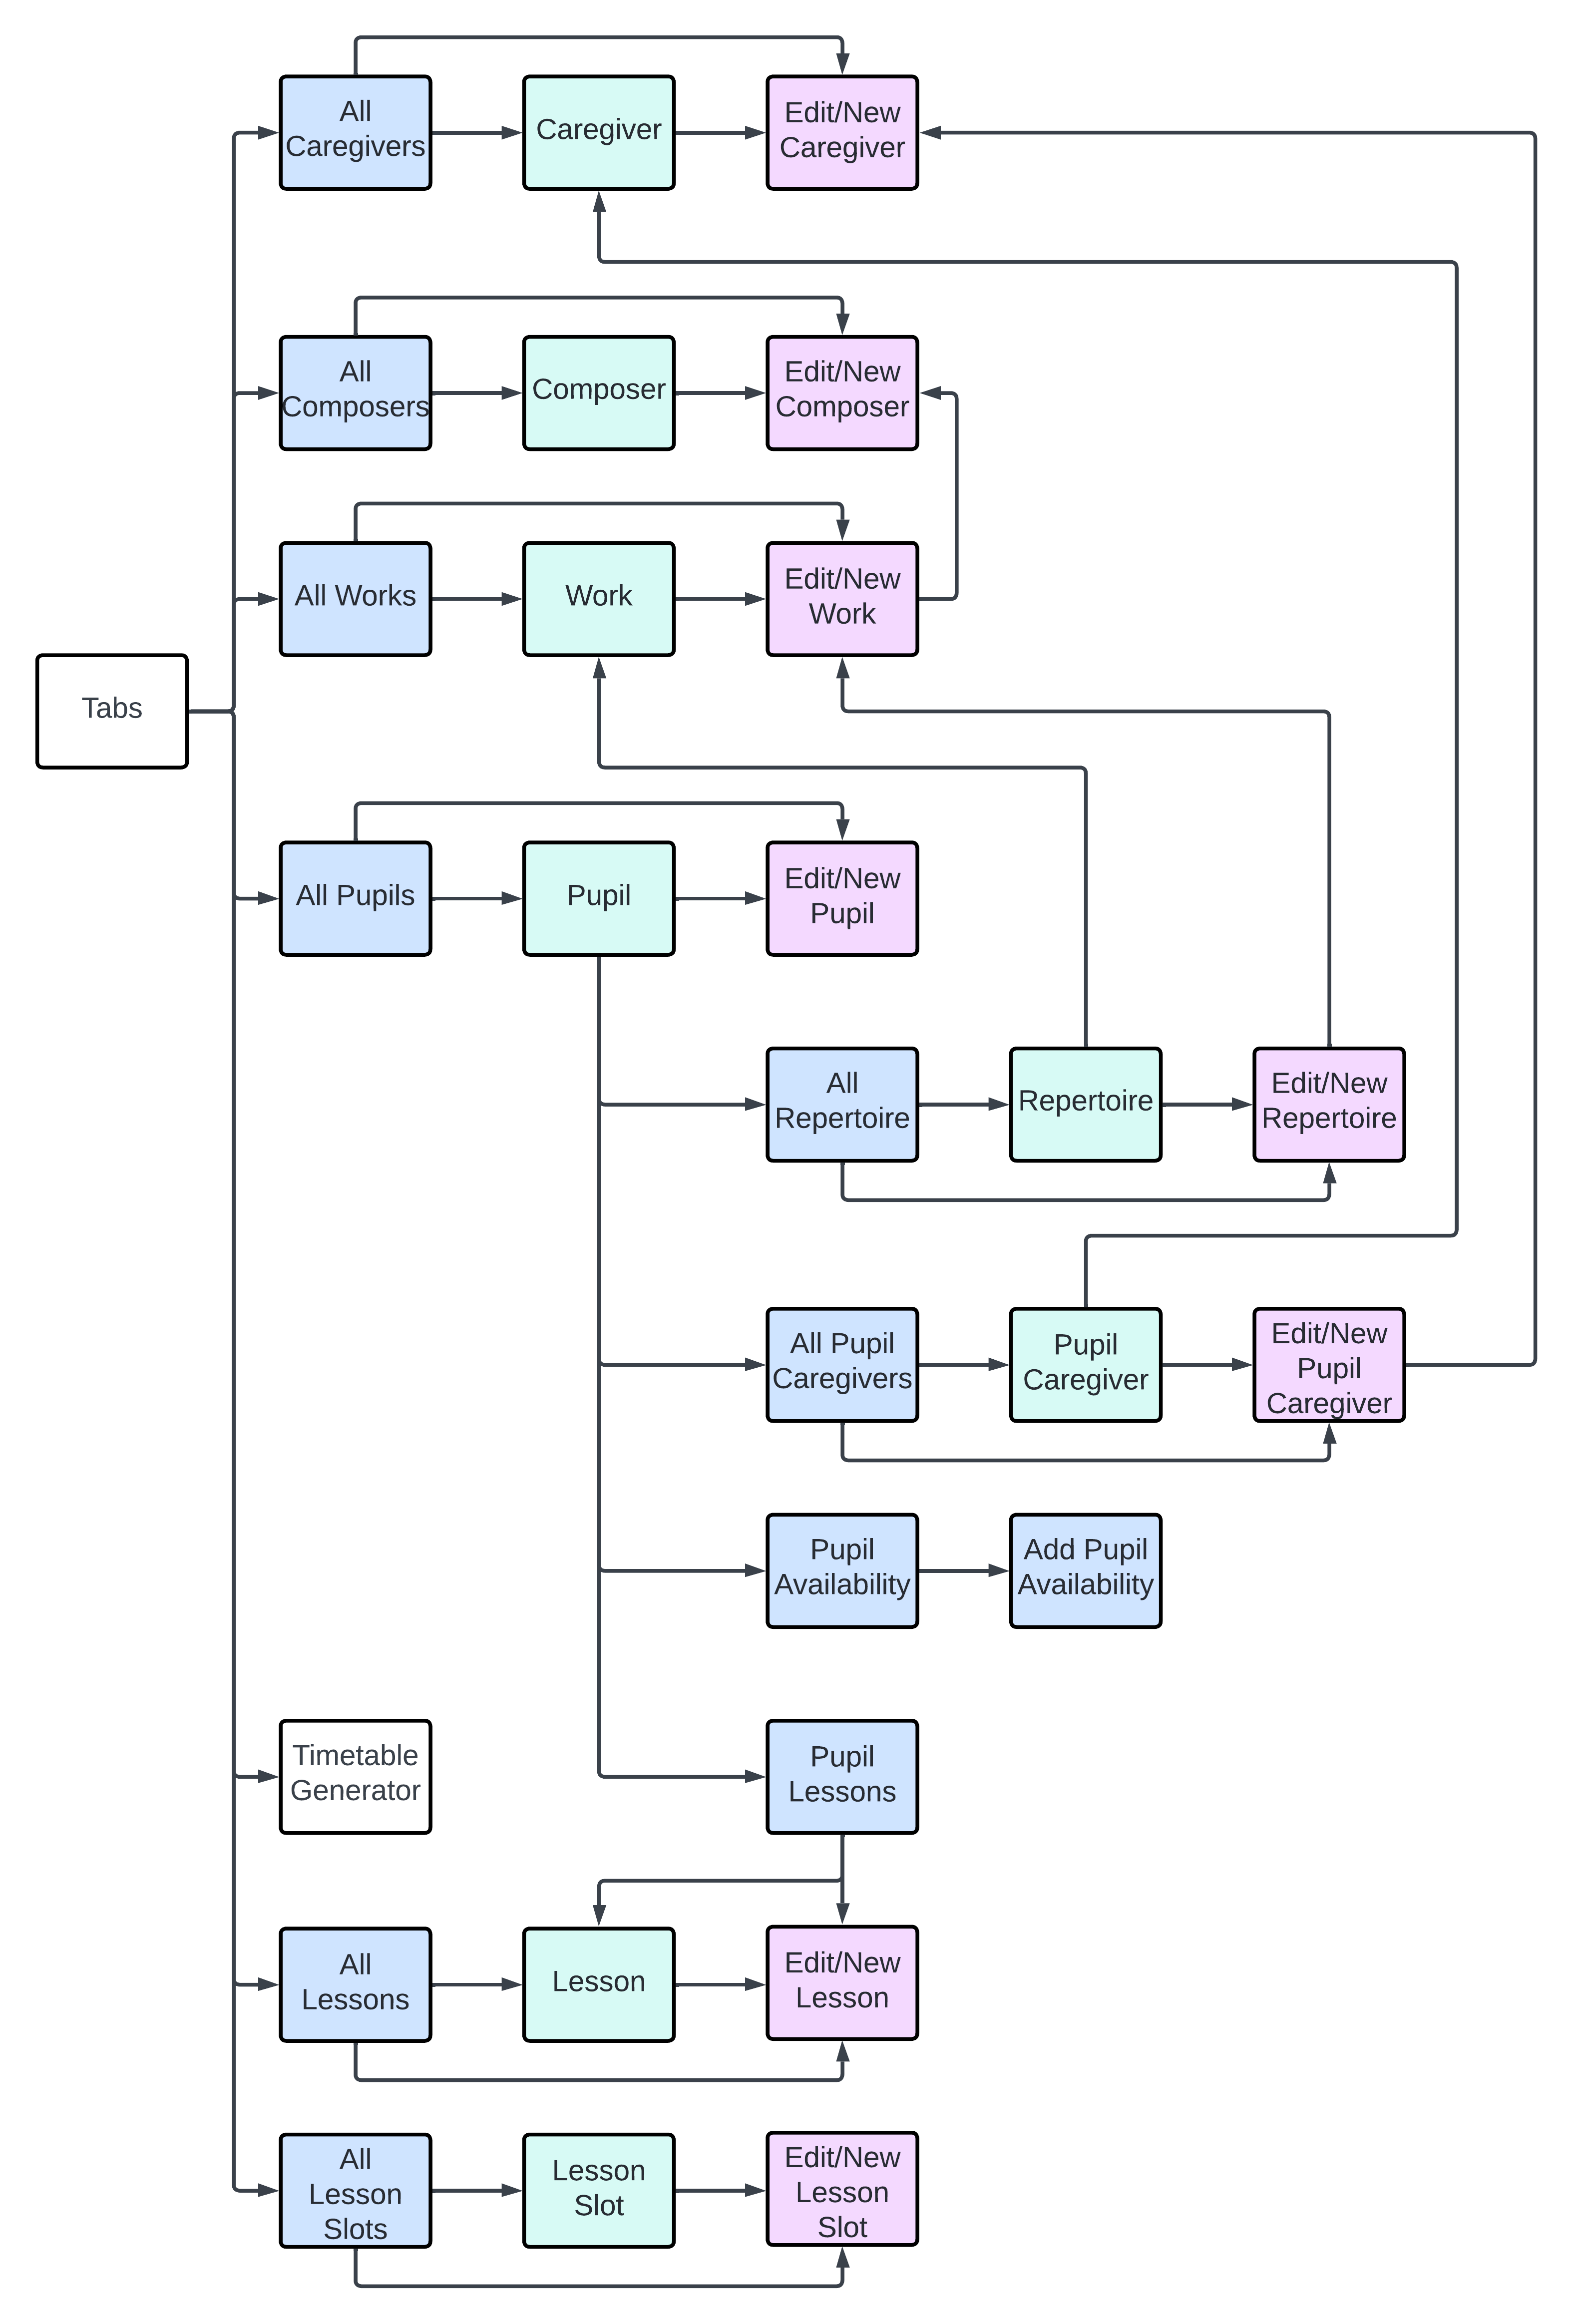 All
Caregivers
Caregiver
Edit/New
Caregiver
All
Composers
Composer
Edit/New
Composer
All Works
Work
Edit/New
Work
Tabs
All Pupils
Pupil
Edit/New
Pupil
All
Repertoire
Repertoire
Edit/New
Repertoire
All Pupil
Caregivers
Pupil
Caregiver
Edit/New
Pupil
Caregiver
Pupil
Availability
Add Pupil
Availability
Timetable
Generator
Pupil
Lessons
All
Lessons
Lesson
Edit/New
Lesson
All
Lesson
Slots
Lesson
Slot
Edit/New
Lesson
Slot